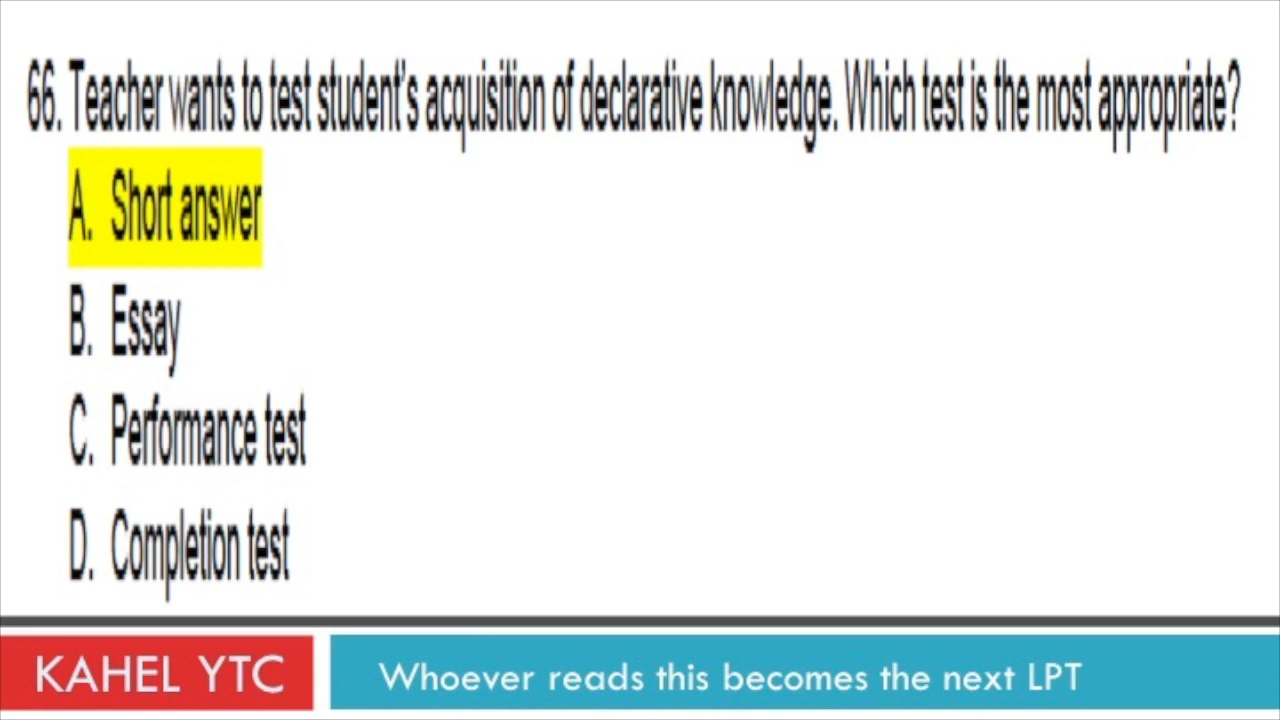 66. Teacher wants to test student's acquisition of declarative knowledge. Which test is the most appropriate?
A. Short answer
B. Essay
C. Performance test
D. Completion test
KAHEL YTC
Whoever reads this becomes the next LPT